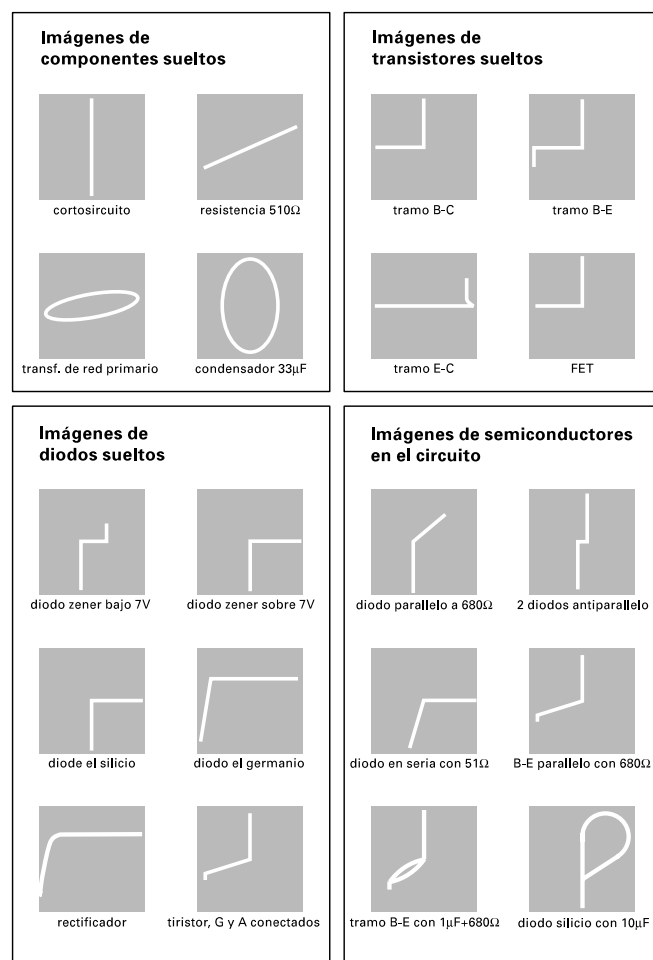 Imágenes de
componentes sueltos
cortosircuito
resistencia 510Ω
transf. de red primario
condensador 33µF
Imágenes de
transistores sueltos
tramo B-C
tramo B-E
tramo E-C
FET
Imágenes de
diodos sueltos
diodo zener bajo 7V
diodo zener sobre 7V
diode el silicio
diodo el germanio
rectificador
tiristor, G y A conectados
Imágenes de semiconductores
en el circuito
diodo parallelo a 680Ω
2 diodos antiparallelo
diodo en seria con 51Ω
B-E parallelo con 680Ω
tramo B-E con 1µF+680Ω
diodo silicio con 10µF